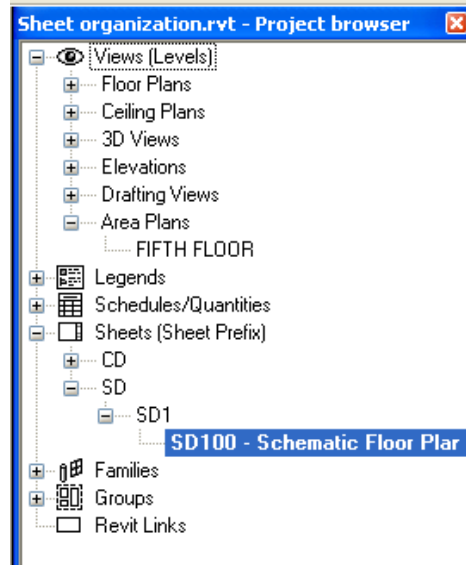 Sheet organization.rvt - Project browser
Views (Levels)
Floor Plans
Ceiling Plans
3D Views
Elevations
Drafting Views
Area Plans
FIFTH FLOOR
Legends
Schedules/Quantities
Sheets (Sheet Prefix)
CD
SD
SD1
SD100 - Schematic Floor Plar
Families
Groups
Revit Links